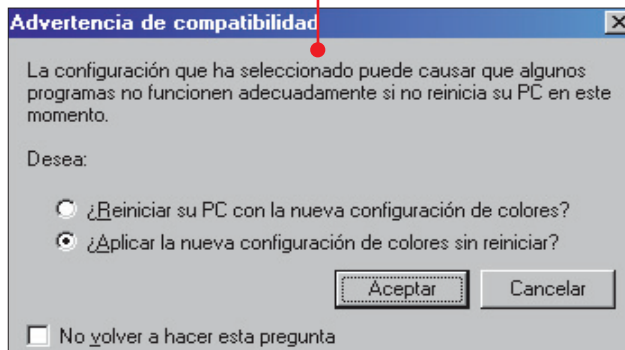 Advertencia de compatibilidad
La configuración que ha seleccionado puede causar que algunos
programas no funcionen adecuadamente si no reinicia su PC en este
momento.
Desea:
¿Reiniciar su PC con la nueva configuración de colores?
¿Aplicar la nueva configuración de colores sin reiniciar?
Aceptar
Cancelar
No volver a hacer esta pregunta